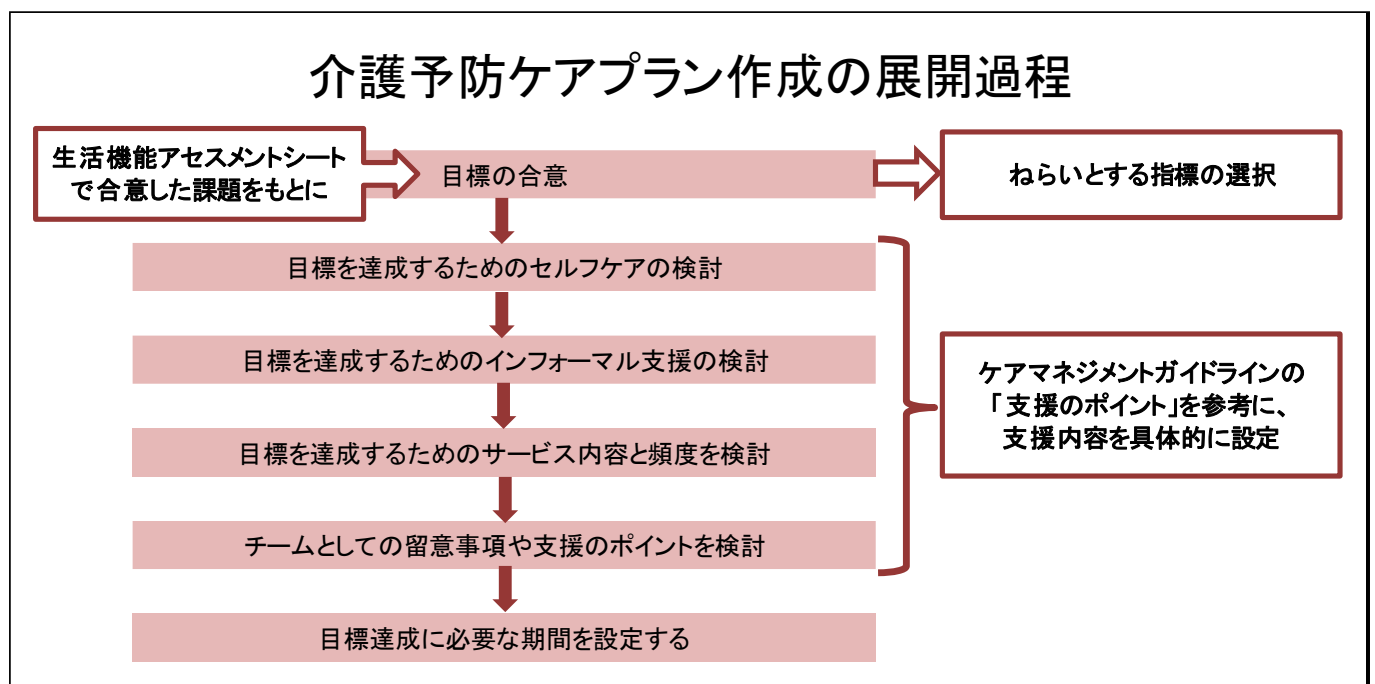 介護予防ケアプラン作成の展開過程
生活機能アセスメントシート
で合意した課題をもとに
目標の合意
ねらいとする指標の選択
目標を達成するためのセルフケアの検討
目標を達成するためのインフォーマル支援の検討
目標を達成するためのサービス内容と頻度を検討
チームとしての留意事項や支援のポイントを検討
ケアマネジメントガイドラインの
「支援のポイント」を参考に、
支援内容を具体的に設定
目標達成に必要な期間を設定する